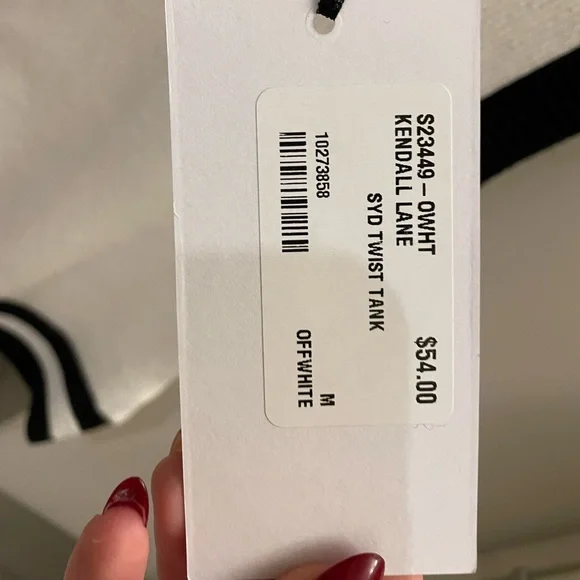 S23449 - OWHT
KENDALL LANE
$54.00
SYD TWIST TANK
10273858
M
OFFWHITE